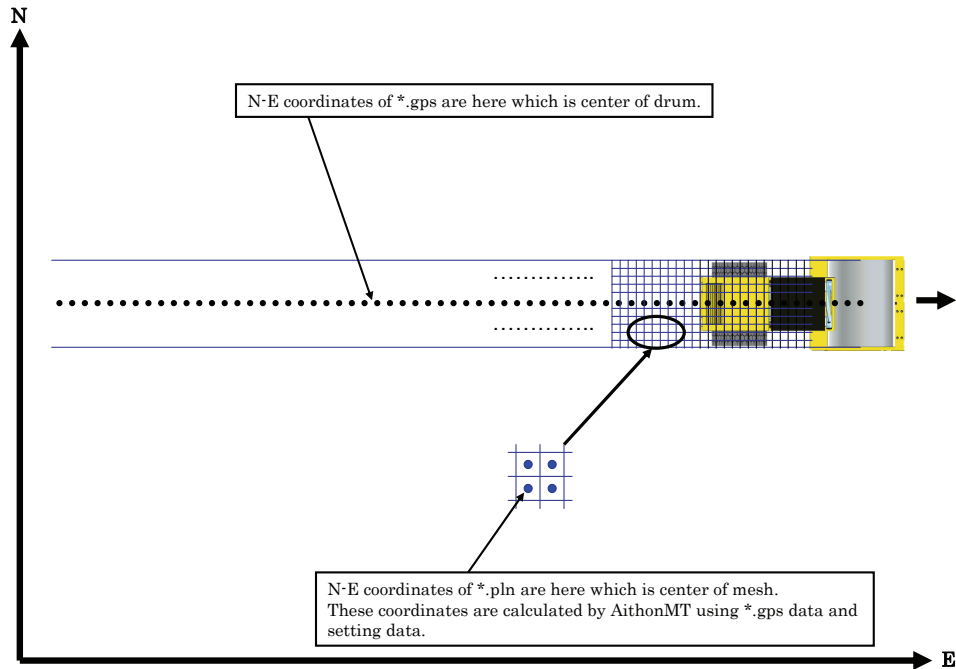 N
N-E coordinates of *.gps are here which is center of drum.
N-E coordinates of *.pln are here which is center of mesh.
These coordinates are calculated by AithonMT using *.gps data and
setting data.
E